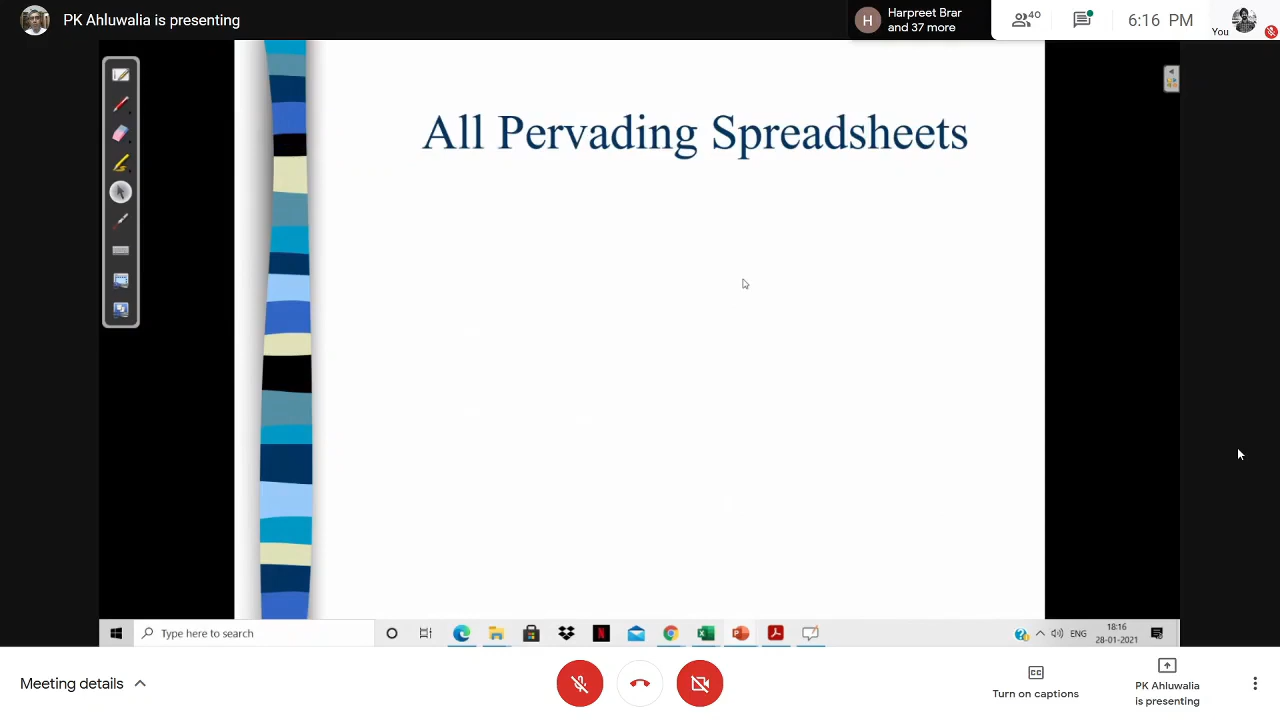 PK Ahluwalia is presenting
H
Harpreet Brar
and 37 more
40
6:16 PM
You
All Pervading Spreadsheets
Type here to search
ENG
18:16
28-01-2021
Meeting details
CC
Turn on captions
PK Ahluwalia
is presenting